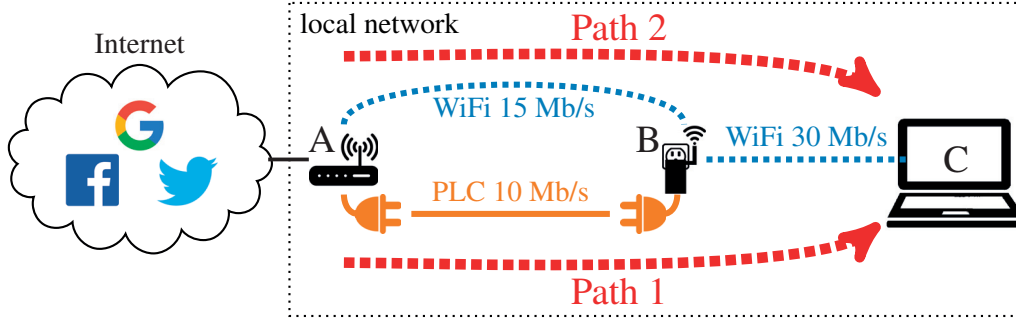 local network
Path 2
Internet
WiFi 15 Mb/s
A
B
WiFi 30 Mb/s
C
PLC 10 Mb/s
Path 1